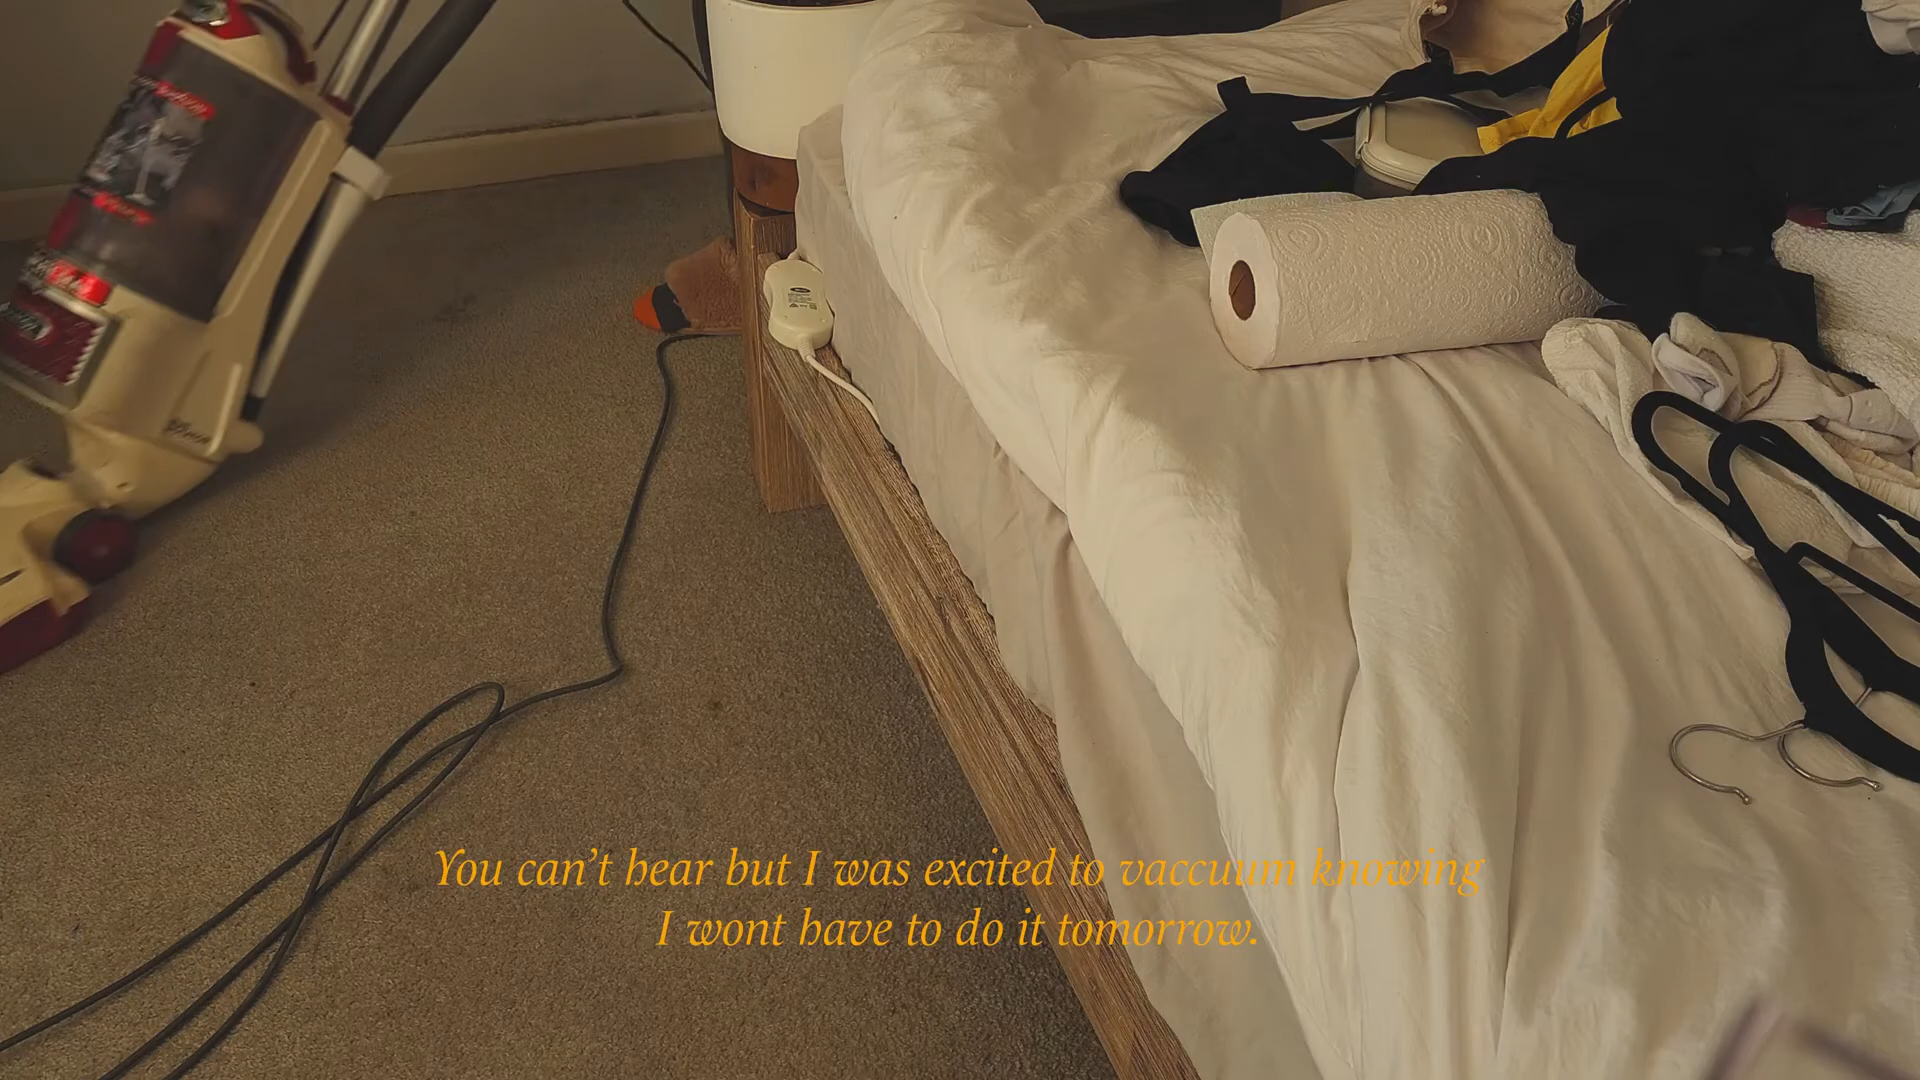 You can’t hear but I was excited to vaccuum knowing
I wont have to do it tomorrow.